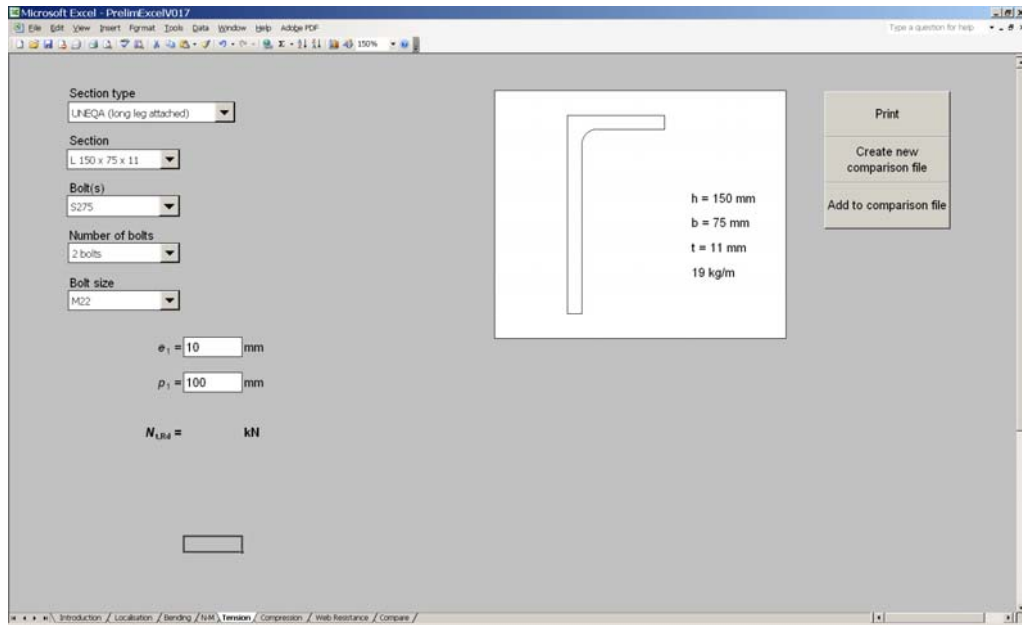 Microsoft Excel - PrelimExcelV017
File Edit View Insert Format Tools Data Window Help Adobe PDF
Type a question for help
150%
Section type
UNEQA (long leg attached)
Section
L 150 x 75 x 11
Bolt(s)
S275
Number of bolts
2 bolts
Bolt size
M22
e1 = 10 mm
p1 = 100 mm
Nt,Rd = kN
h = 150 mm
b = 75 mm
t = 11 mm
19 kg/m
Print
Create new
comparison file
Add to comparison file
Introduction / Localisation / Bending / N-M \ Tension / Compression / Web Resistance / Compare /